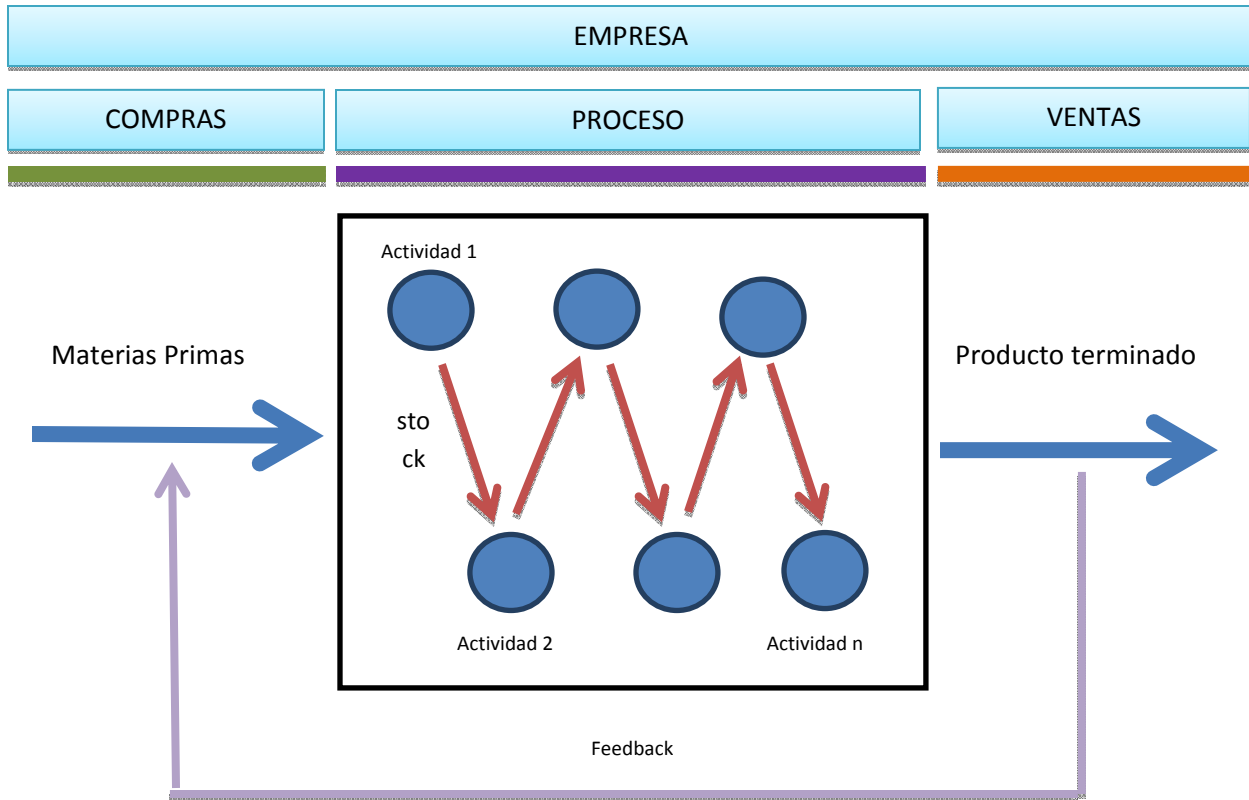 EMPRESA
COMPRAS
PROCESO
VENTAS
Actividad 1
Materias Primas
Producto terminado
sto
ck
Actividad 2
Actividad n
Feedback